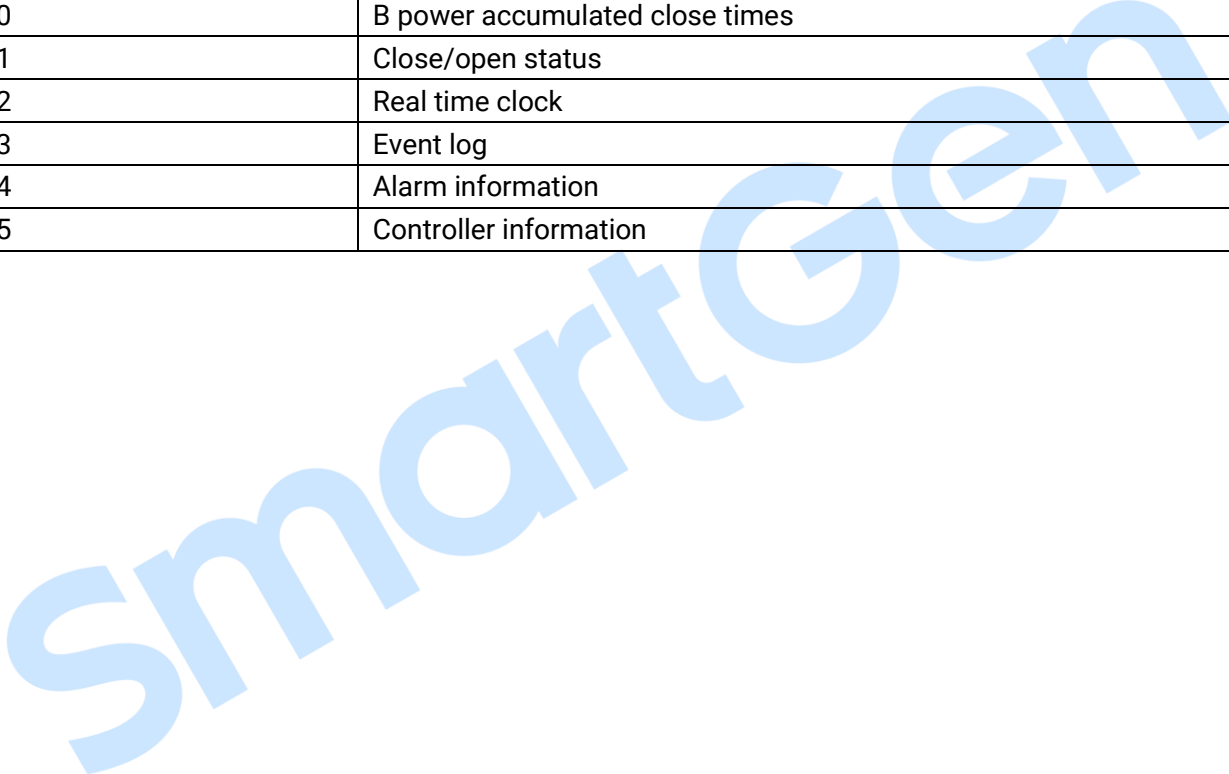 0 B power accumulated close times
1 Close/open status
2 Real time clock
3 Event log
4 Alarm information
5 Controller information
SmartGen